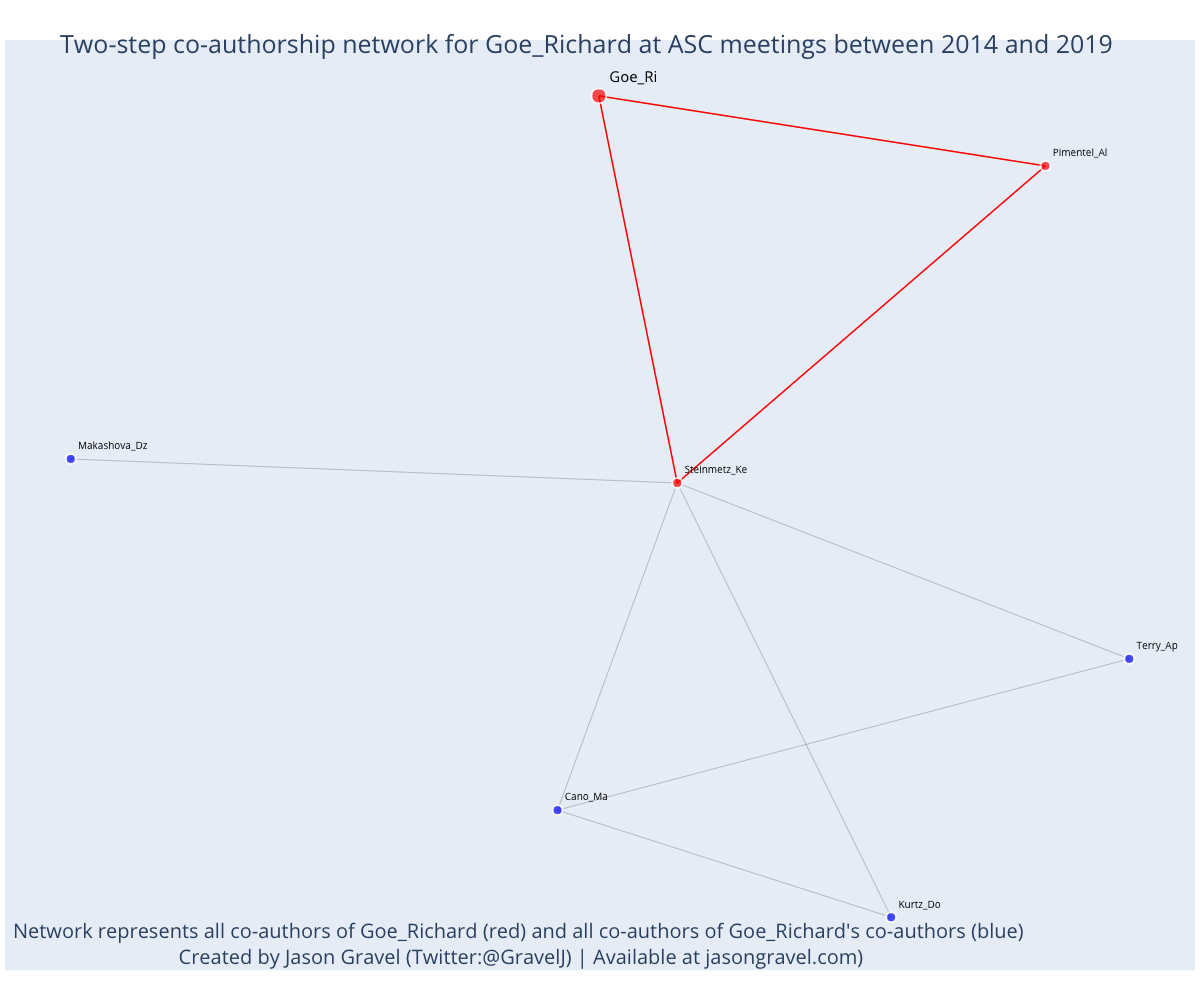 Two-step co-authorship network for Goe_Richard at ASC meetings between 2014 and 2019
Goe_Ri
Pimentel_Al
Makashova_Dz
Steinmetz_Ke
Terry_Ap
Cano_Ma
Kurtz_Do
Network represents all co-authors of Goe_Richard (red) and all co-authors of Goe_Richard's co-authors (blue)
Created by Jason Gravel (Twitter:@GravelJ) | Available at jasongravel.com)